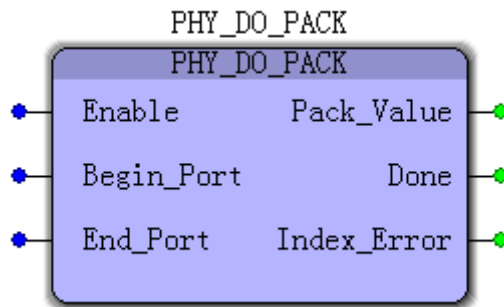 PHY_DO_PACK
PHY_DO_PACK
Enable Pack_Value
Begin_Port Done
End_Port Index_Error